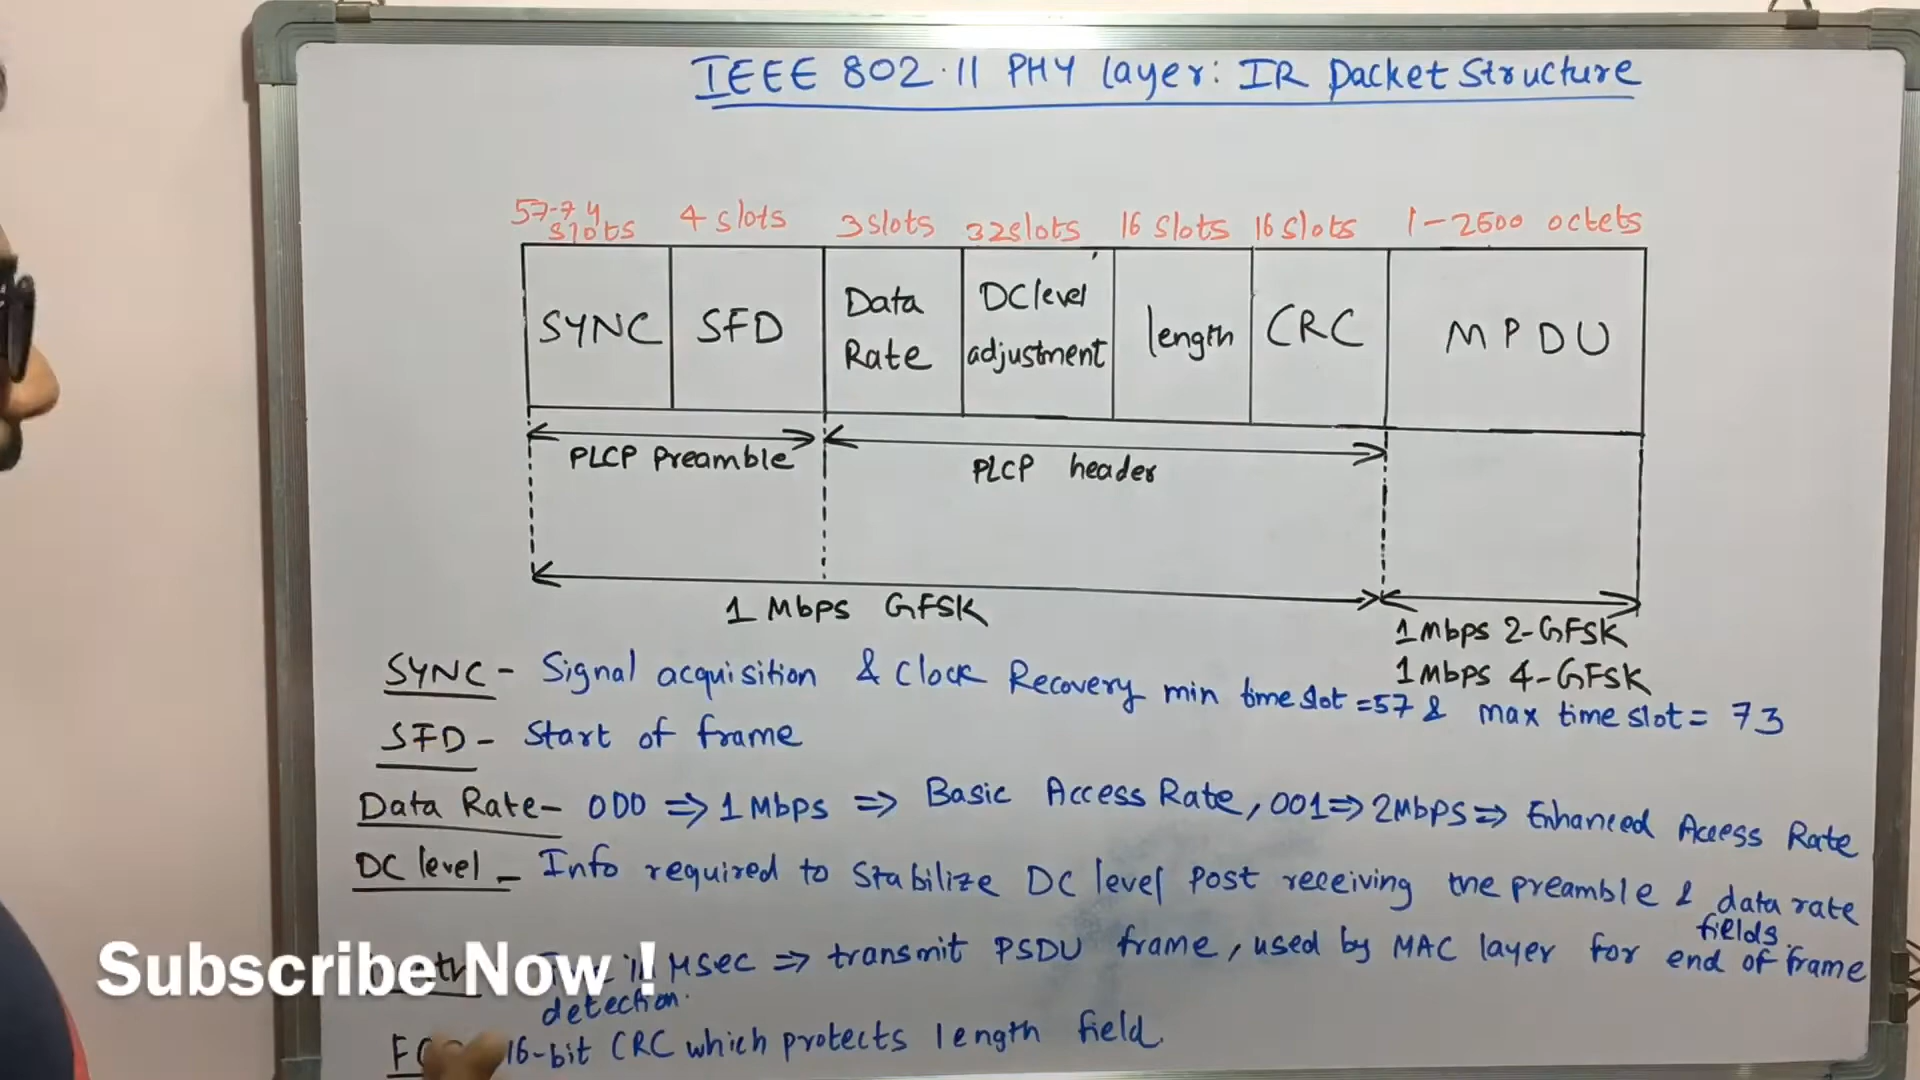 IEEE 802.11 PHY layer: IR packet structure
57-74 slots 4 slots 3 slots 32 slots 16 slots 16 slots 1-2500 octets
SYNC SFD Data Rate DC level adjustment length CRC MPDU
PLCP Preamble PLCP header
1 Mbps GFSK
1 Mbps 2-GFSK
1 Mbps 4-GFSK
SYNC - Signal acquisition & Clock Recovery min time slot = 57 & max time slot = 73
SFD - Start of frame
Data Rate - 000 ⇒ 1 Mbps ⇒ Basic Access Rate, 001 ⇒ 2 Mbps ⇒ Enhanced Access Rate
DC level - Info required to stabilize DC level post receiving the preamble & data rate fields.
μsec ⇒ transmit PSDU frame, used by MAC layer for end of frame
detection.
16-bit CRC which protects length field.
Subscribe Now !